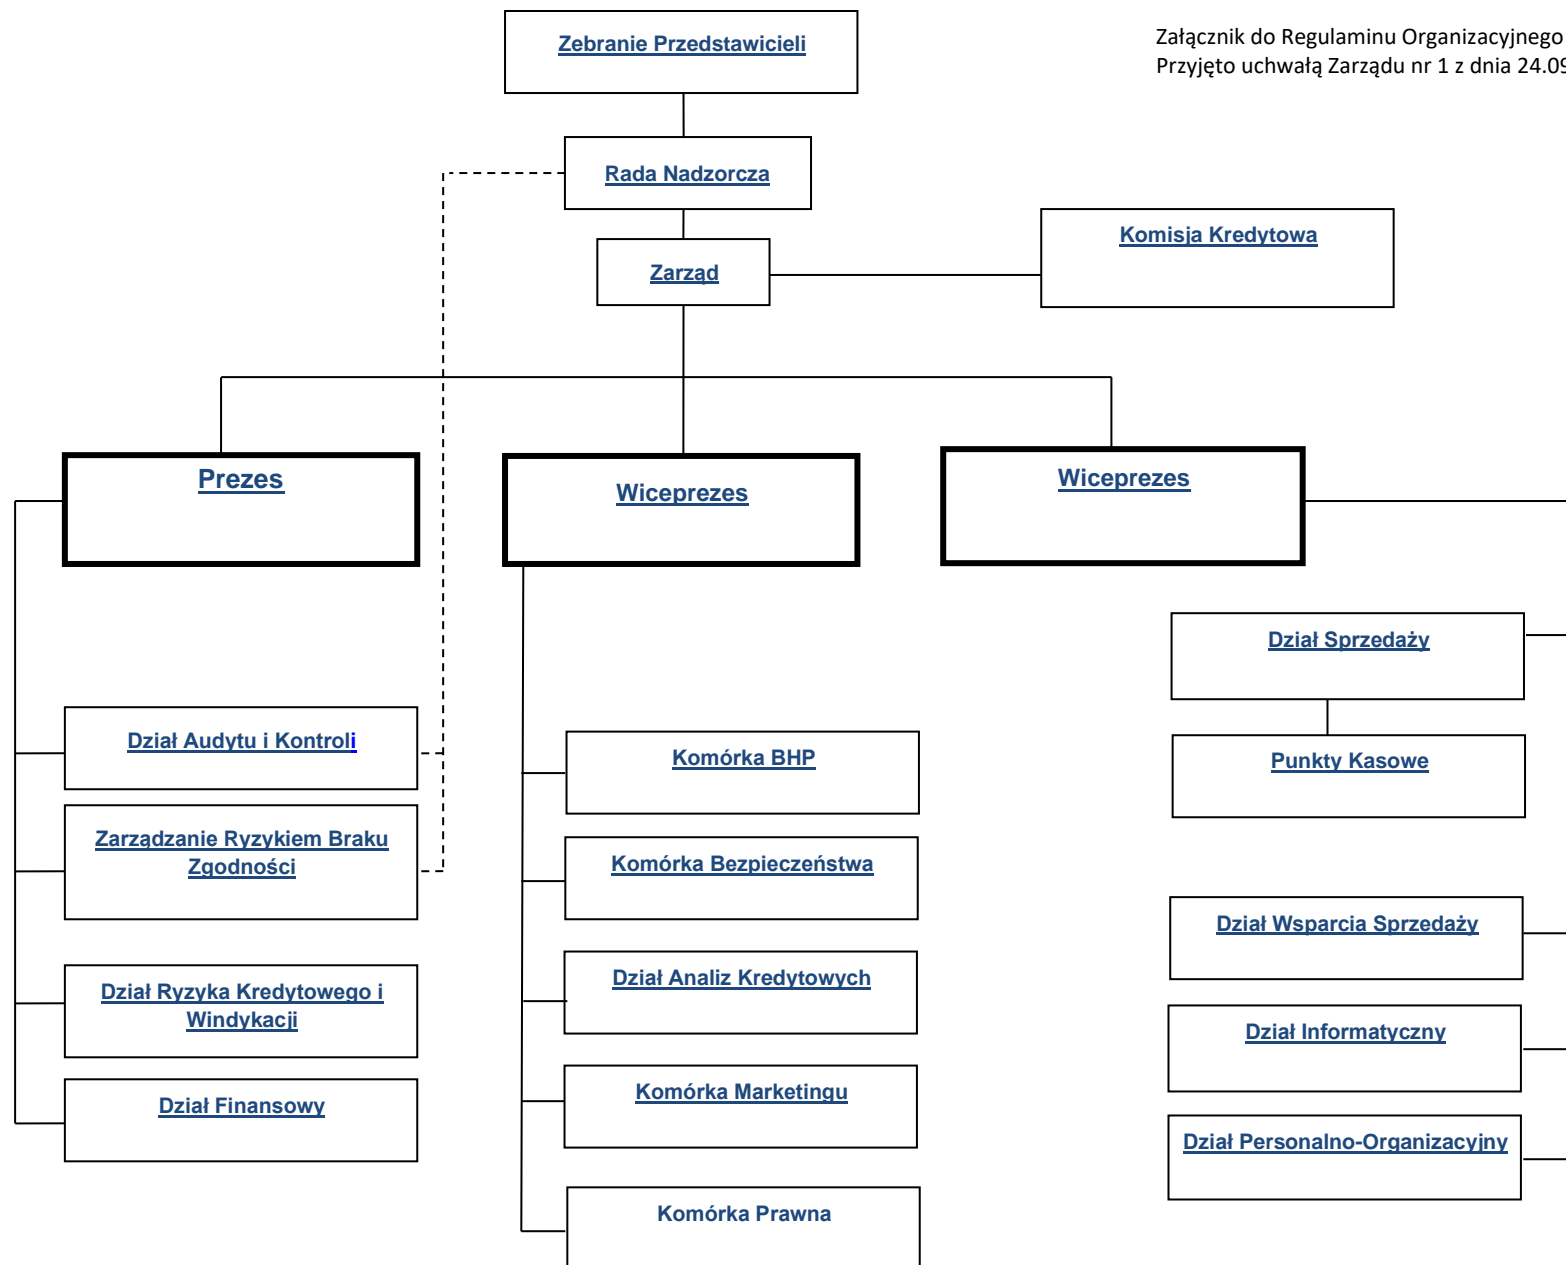 Załącznik do Regulaminu Organizacyjnego
Przyjęto uchwałą Zarządu nr 1 z dnia 24.09
Zebranie Przedstawicieli
Rada Nadzorcza
Komisja Kredytowa
Zarząd
Prezes
Wiceprezes
Wiceprezes
Dział Audytu i Kontroli
Zarządzanie Ryzykiem Braku
Zgodności
Dział Ryzyka Kredytowego i
Windykacji
Dział Finansowy
Komórka BHP
Komórka Bezpieczeństwa
Dział Analiz Kredytowych
Komórka Marketingu
Komórka Prawna
Dział Sprzedaży
Punkty Kasowe
Dział Wsparcia Sprzedaży
Dział Informatyczny
Dział Personalno-Organizacyjny